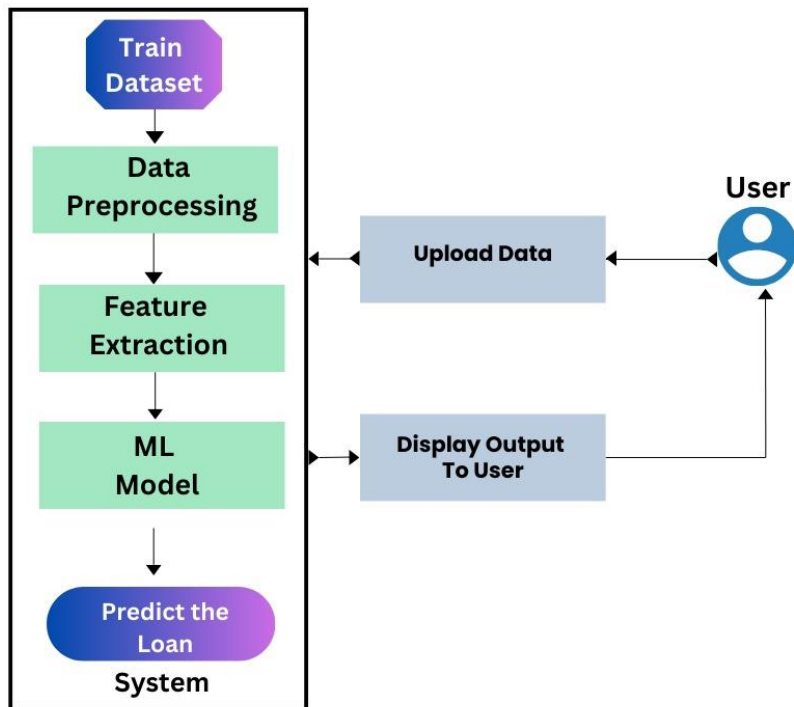 Train
Dataset
Data
Preprocessing
Feature
Extraction
ML
Model
Predict the
Loan
System
Upload Data
Display Output
To User
User